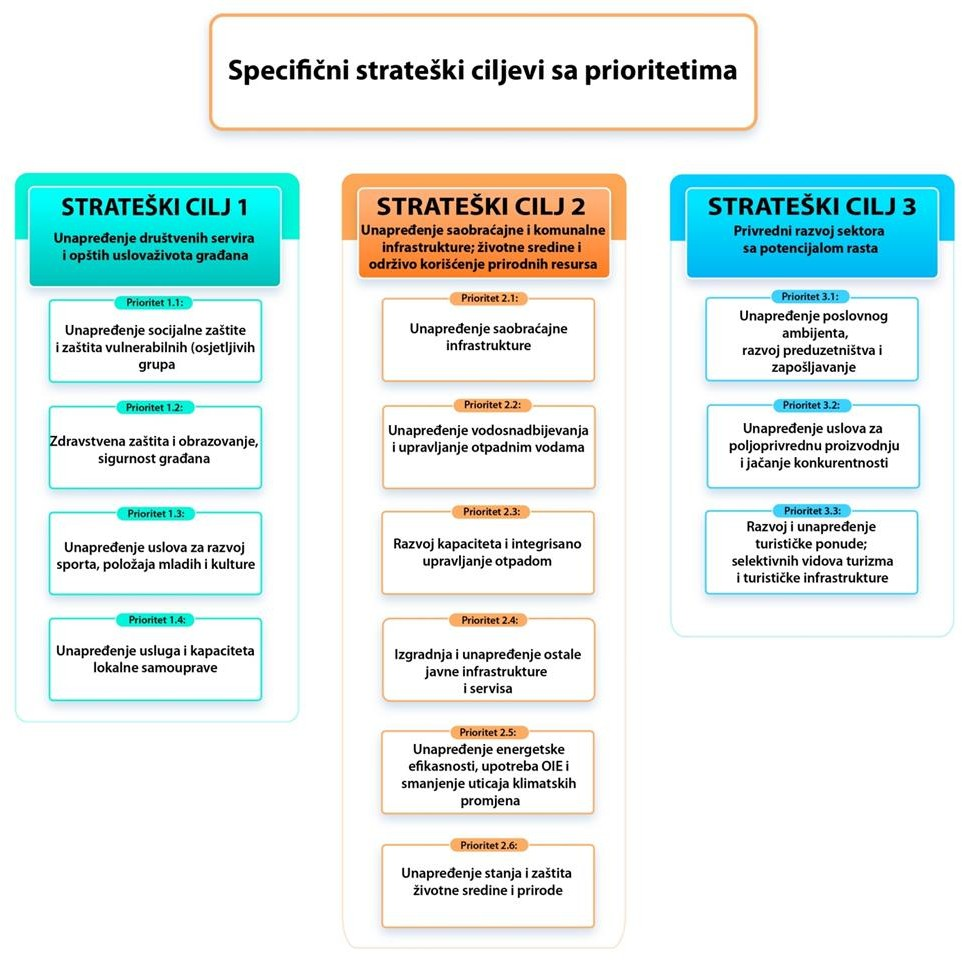 Specifični strateški ciljevi sa prioritetima
STRATEŠKI CILJ 1
Unapređenje društvenih servira
i opštih uslovaživota građana
Prioritet 1.1:
Unapređenje socijalne zaštite
i zaštita vulnerabilnih (osjetljivih
grupa
Prioritet 1.2:
Zdravstvena zaštita i obrazovanje,
sigurnost građana
Prioritet 1.3:
Unapređenje uslova za razvoj
sporta, položaja mladih i kulture
Prioritet 1.4:
Unapređenje usluga i kapaciteta
lokalne samouprave
STRATEŠKI CILJ 2
Unapređenje saobraćajne i komunalne
infrastrukture; životne sredine i
održivo korišćenje prirodnih resursa
Prioritet 2.1:
Unapređenje saobraćajne
infrastrukture
Prioritet 2.2:
Unapređenje vodosnadbijevanja
i upravljanje otpadnim vodama
Prioritet 2.3:
Razvoj kapaciteta i integrisano
upravljanje otpadom
Prioritet 2.4:
Izgradnja i unapređenje ostale
javne infrastrukture
i servisa
Prioritet 2.5:
Unapređenje energetske
efikasnosti, upotreba OIE i
smanjenje uticaja klimatskih
promjena
Prioritet 2.6:
Unapređenje stanja i zaštita
životne sredine i prirode
STRATEŠKI CILJ 3
Privredni razvoj sektora
sa potencijalom rasta
Prioritet 3.1:
Unapređenje poslovnog
ambijenta,
razvoj preduzetništva i
zapošljavanje
Prioritet 3.2:
Unapređenje uslova za
poljoprivrednu proizvodnju
i jačanje konkurentnosti
Prioritet 3.3:
Razvoj i unapređenje
turističke ponude;
selektivnih vidova turizma
i turističke infrastrukture